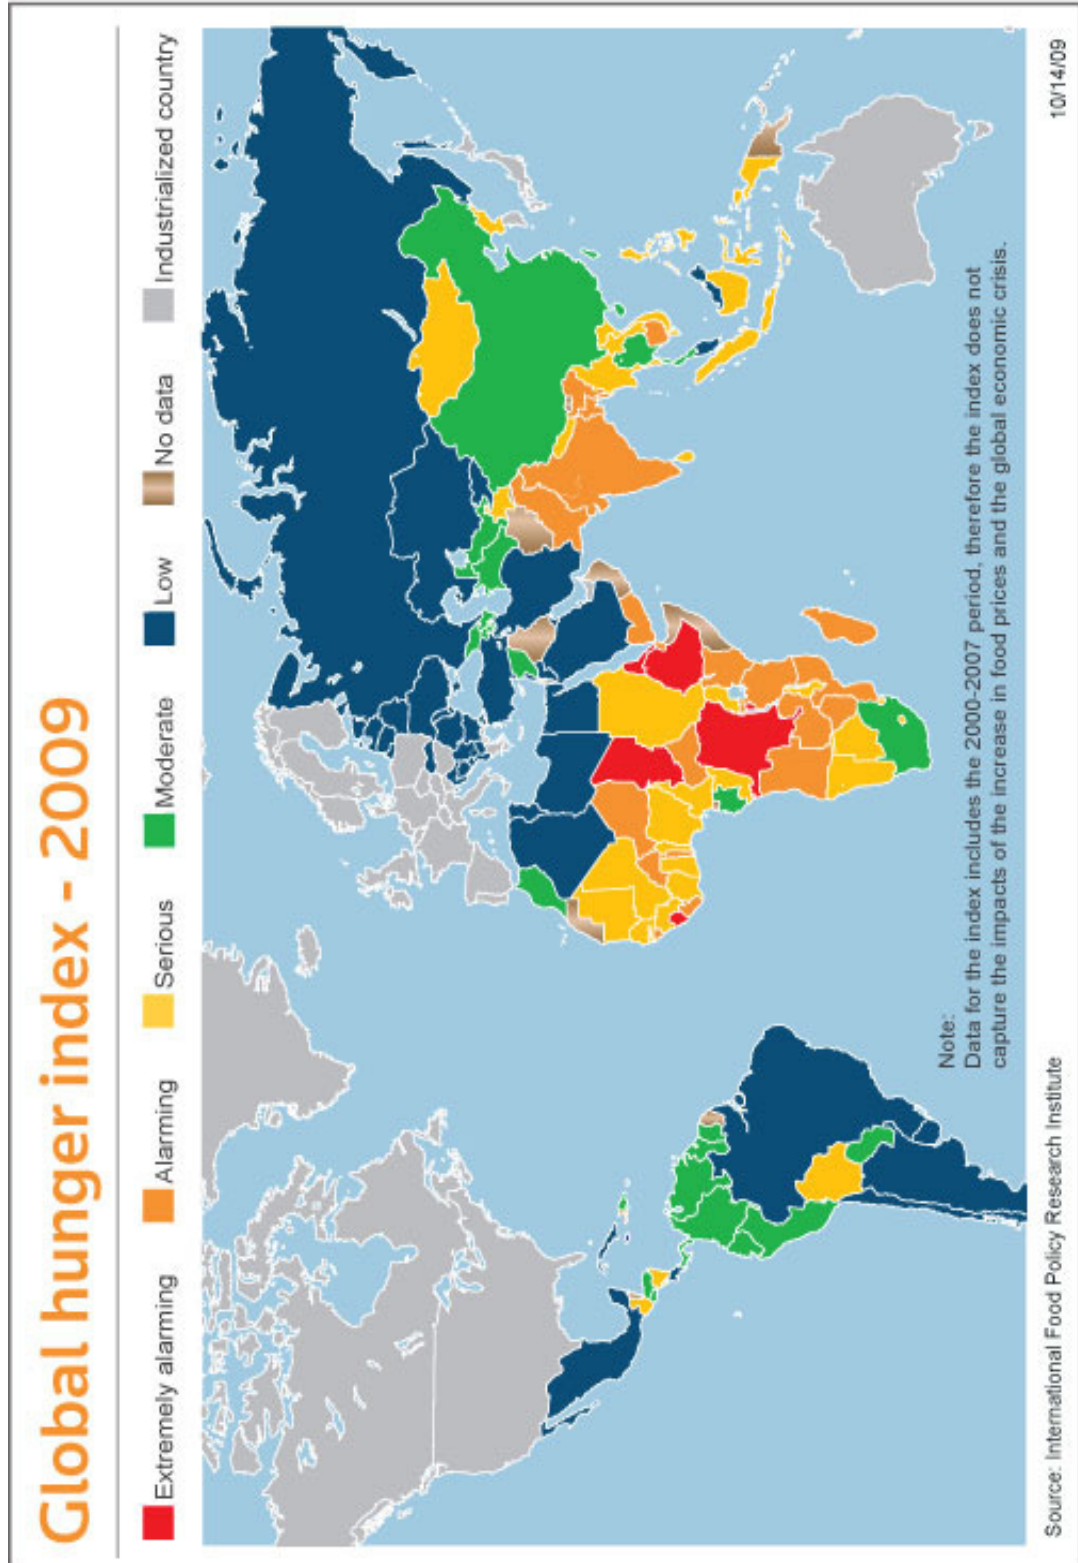 Global hunger index - 2009
Extremely alarming
Alarming
Serious
Moderate
Low
No data
Industrialized country
Note:
Data for the index includes the 2000-2007 period, therefore the index does not
capture the impacts of the increase in food prices and the global economic crisis.
Source: International Food Policy Research Institute
10/14/09